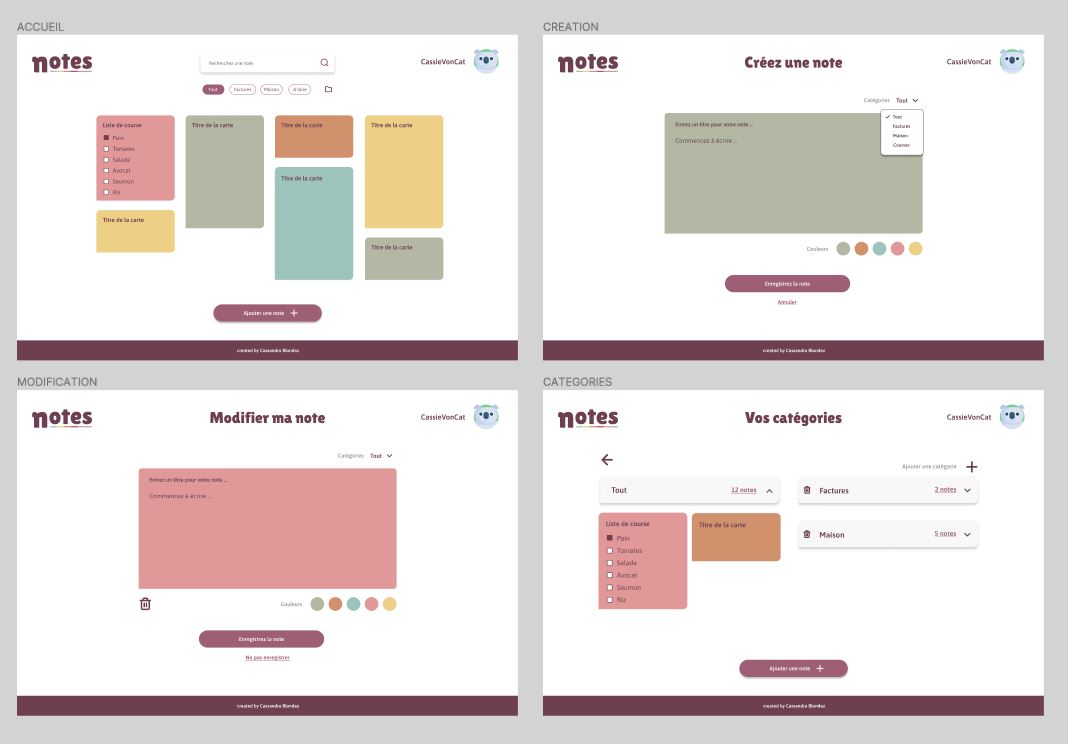 ACCUEIL
notes
Recherchez une note
CassieVonCat
Tout
Factures
Maison
A faire
Liste de course
Pain
Tomates
Salade
Avocat
Saumon
Riz
Titre de la carte
Titre de la carte
Titre de la carte
Titre de la carte
Titre de la carte
Titre de la carte
Ajouter une note
created by Cassandra Blandez
CREATION
notes
Créez une note
CassieVonCat
Catégories
Tout
Tout
Factures
Maison
Courses
Entrez un titre pour votre note ...
Commencez à écrire ...
Couleurs
Enregistrez la note
Annuler
created by Cassandra Blandez
MODIFICATION
notes
Modifier ma note
CassieVonCat
Catégories
Tout
Entrez un titre pour votre note ...
Commencez à écrire ...
Couleurs
Enregistrez la note
Ne pas enregistrer
created by Cassandra Blandez
CATEGORIES
notes
Vos catégories
CassieVonCat
Ajouter une catégorie
Tout
12 notes
Factures
2 notes
Liste de course
Pain
Tomates
Salade
Avocat
Saumon
Riz
Titre de la carte
Maison
5 notes
Ajouter une note
created by Cassandra Blandez